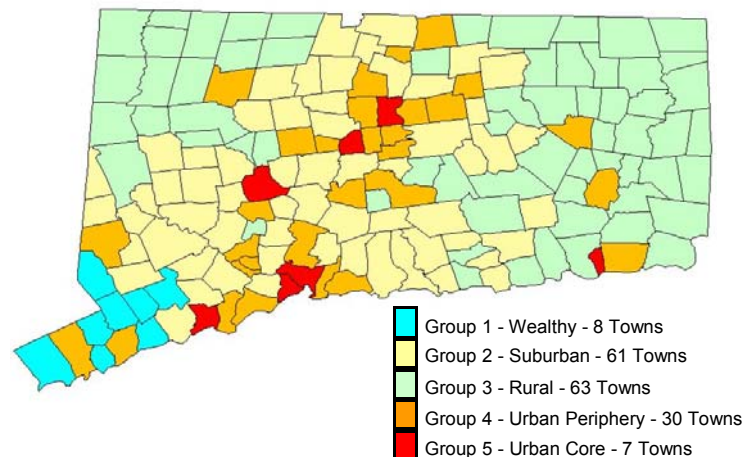 Group 1 - Wealthy - 8 Towns
Group 2 - Suburban - 61 Towns
Group 3 - Rural - 63 Towns
Group 4 - Urban Periphery - 30 Towns
Group 5 - Urban Core - 7 Towns